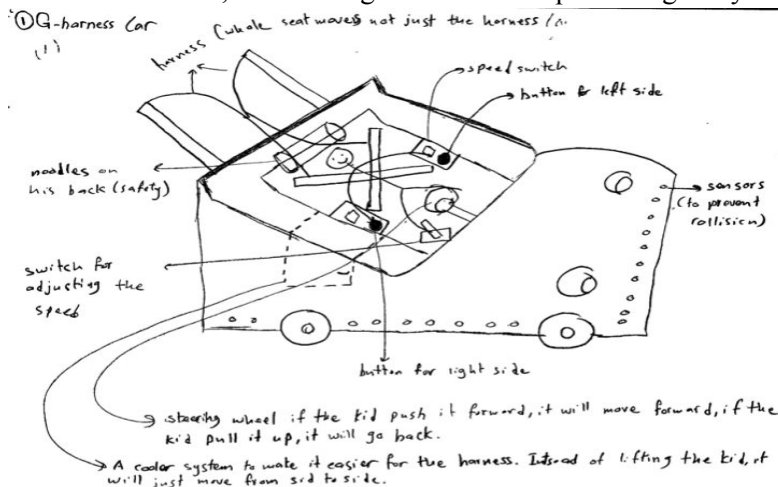 ① G-harness Car
harness (whole seat moves not just the harness
(1)
speed switch
button for left side
noodles on
his back (safety)
sensors
(to prevent
collision)
switch for
adjusting the
speed
button for right side
steering wheel if the kid push it forward, it will move forward, if the
kid pull it up, it will go back.
A cooler system to make it easier for the harness. Instead of lifting the kid, it
will just move from sid to side.